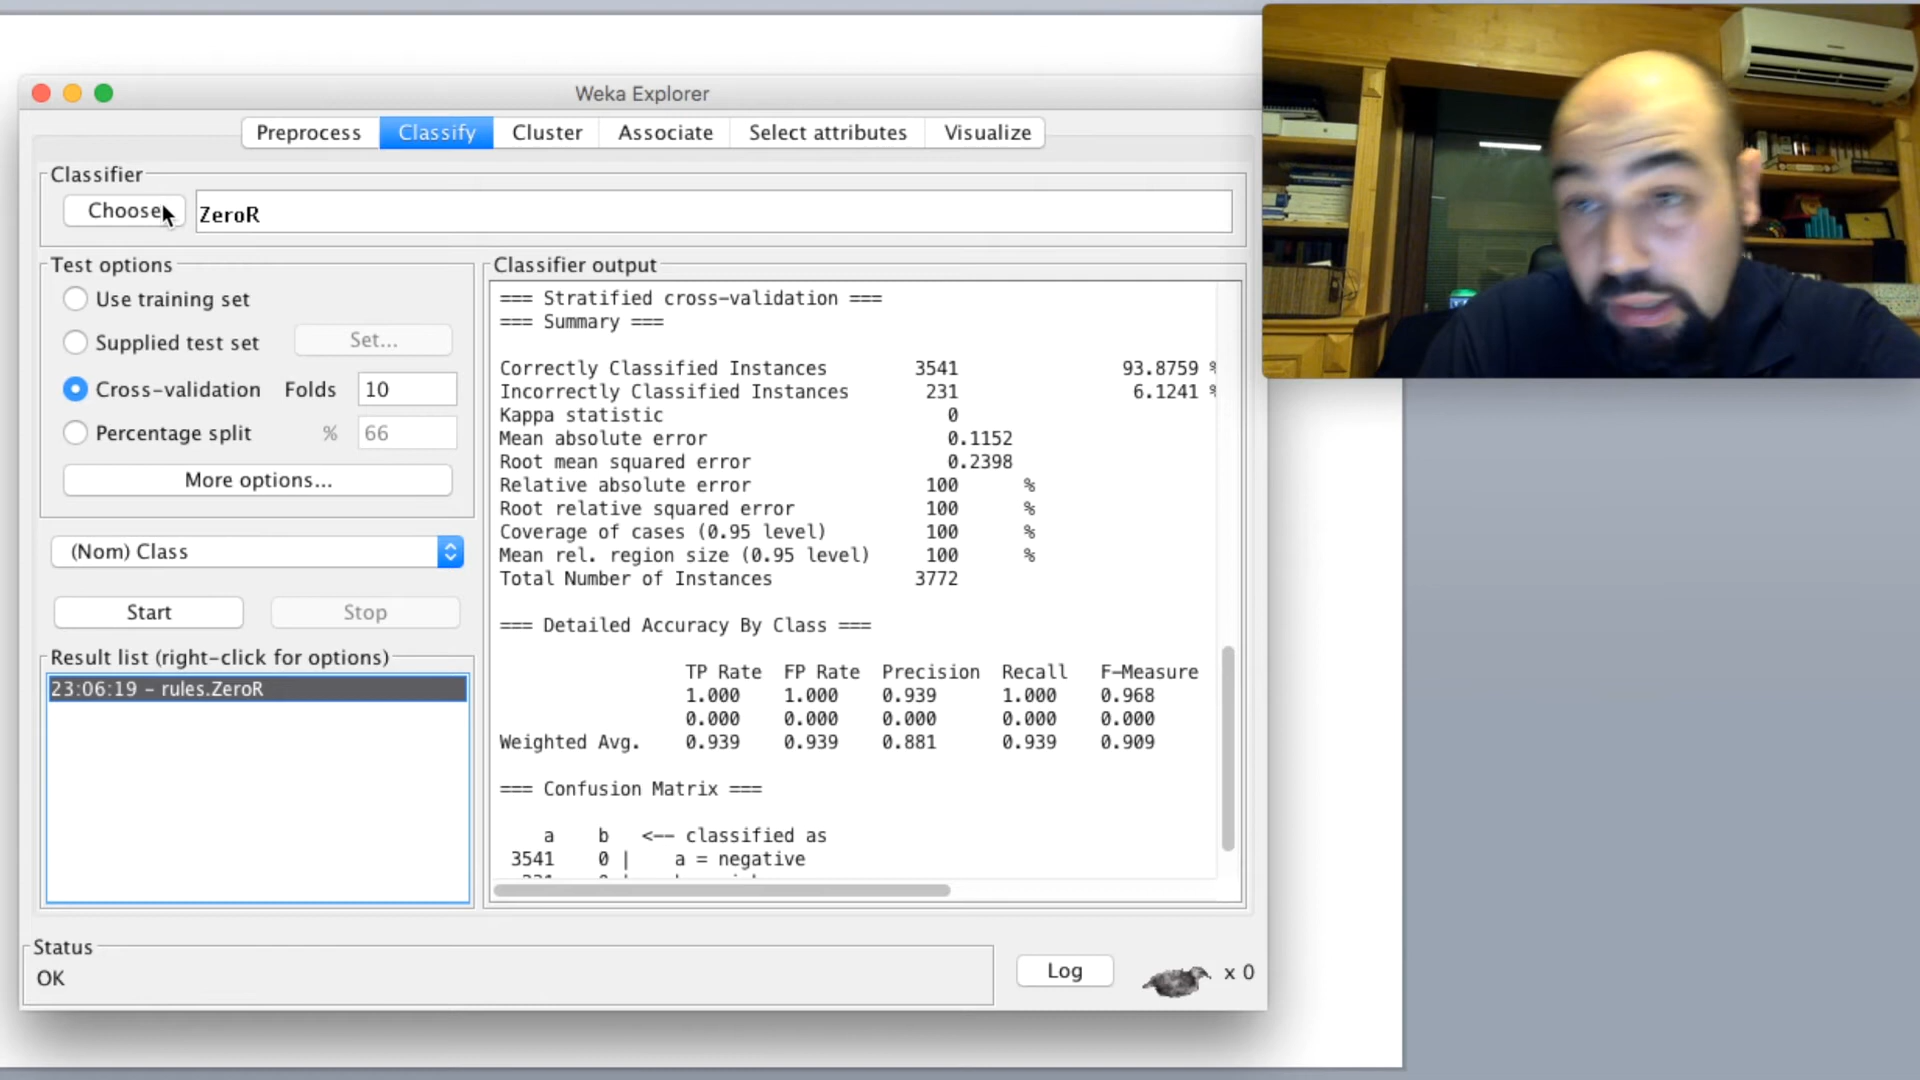 Weka Explorer
Preprocess
Classify
Cluster
Associate
Select attributes
Visualize
Classifier
Choose
ZeroR
Test options
Use training set
Supplied test set
Set...
Cross-validation Folds 10
Percentage split % 66
More options...
(Nom) Class
Start
Stop
Result list (right-click for options)
23:06:19 - rules.ZeroR
Classifier output
=== Stratified cross-validation ===
=== Summary ===
Correctly Classified Instances 3541 93.8759 %
Incorrectly Classified Instances 231 6.1241 %
Kappa statistic 0
Mean absolute error 0.1152
Root mean squared error 0.2398
Relative absolute error 100 %
Root relative squared error 100 %
Coverage of cases (0.95 level) 100 %
Mean rel. region size (0.95 level) 100 %
Total Number of Instances 3772
=== Detailed Accuracy By Class ===
TP Rate FP Rate Precision Recall F-Measure
1.000 1.000 0.939 1.000 0.968
0.000 0.000 0.000 0.000 0.000
Weighted Avg. 0.939 0.939 0.881 0.939 0.909
=== Confusion Matrix ===
a b <-- classified as
3541 0 | a = negative
Status
OK
Log
x 0